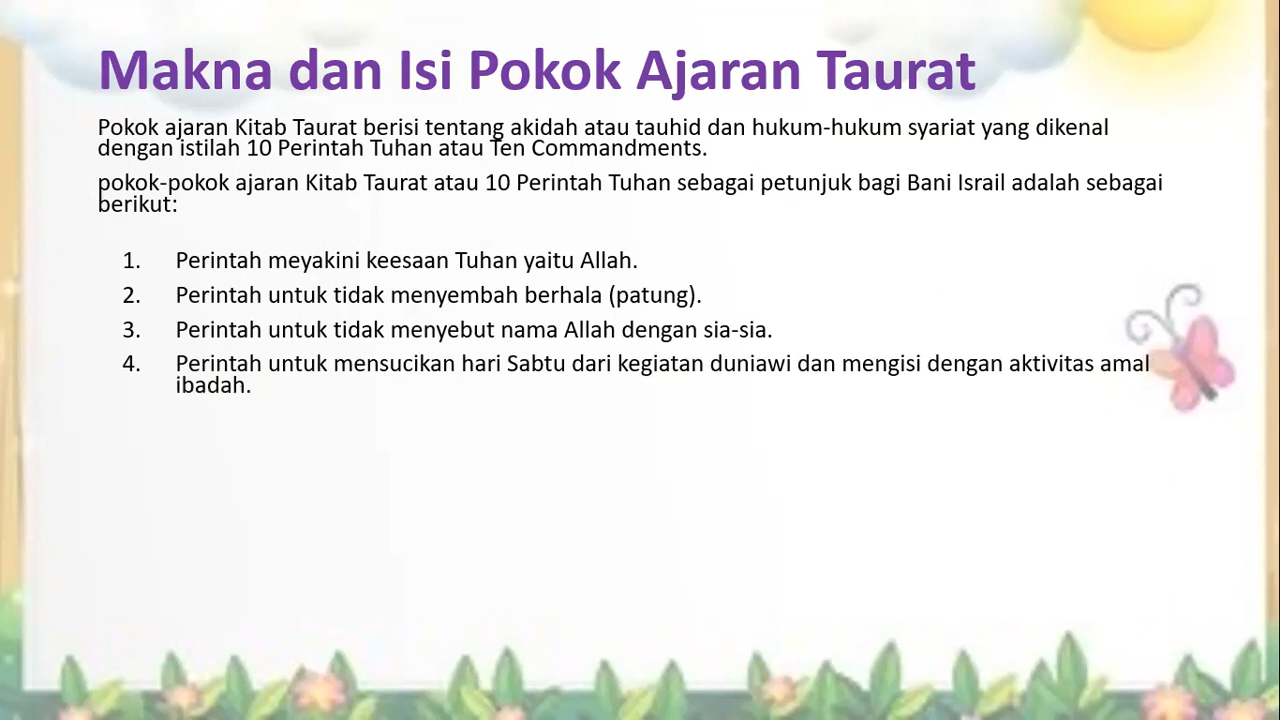 Makna dan Isi Pokok Ajaran Taurat
Pokok ajaran Kitab Taurat berisi tentang akidah atau tauhid dan hukum-hukum syariat yang dikenal
dengan istilah 10 Perintah Tuhan atau Ten Commandments.
pokok-pokok ajaran Kitab Taurat atau 10 Perintah Tuhan sebagai petunjuk bagi Bani Israil adalah sebagai
berikut:
1. Perintah meyakini keesaan Tuhan yaitu Allah.
2. Perintah untuk tidak menyembah berhala (patung).
3. Perintah untuk tidak menyebut nama Allah dengan sia-sia.
4. Perintah untuk mensucikan hari Sabtu dari kegiatan duniawi dan mengisi dengan aktivitas amal
ibadah.